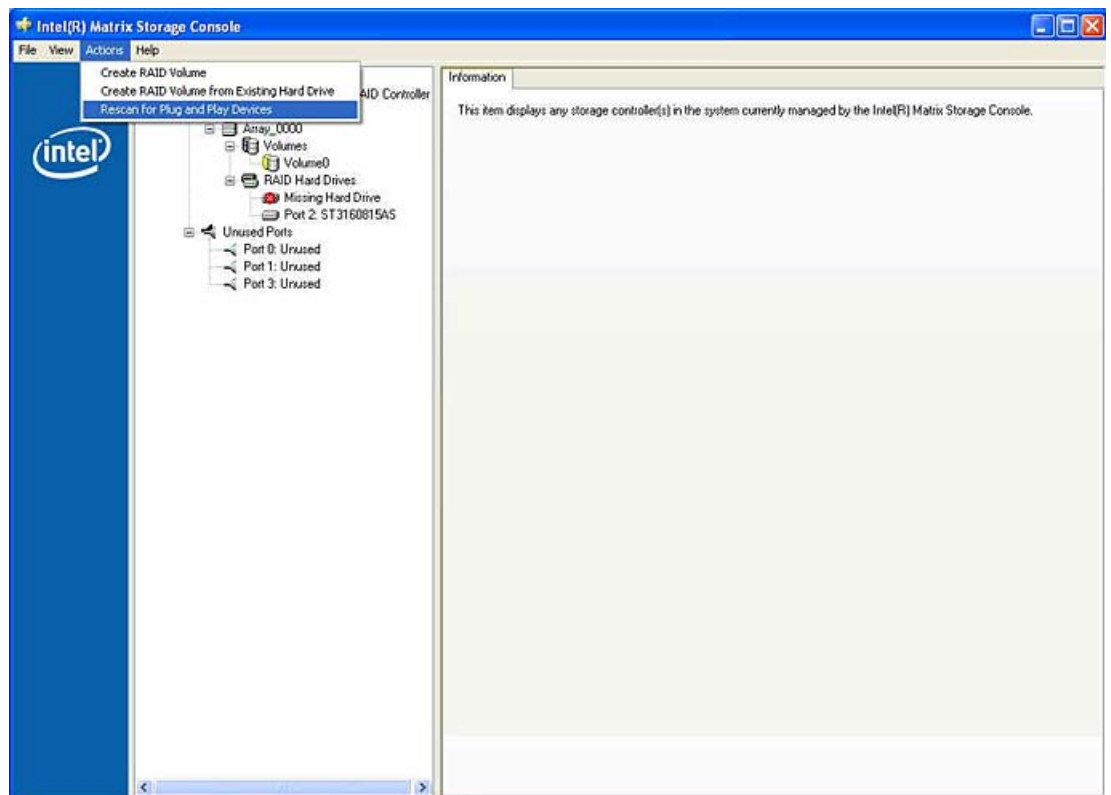 Intel(R) Matrix Storage Console
File View Actions Help
Create RAID Volume
Create RAID Volume from Existing Hard Drive
Rescan for Plug and Play Devices
AID Controller
Array_0000
Volumes
Volume0
RAID Hard Drives
Missing Hard Drive
Port 2: ST3160815AS
Unused Ports
Port 0: Unused
Port 1: Unused
Port 3: Unused
intel
Information
This item displays any storage controller(s) in the system currently managed by the Intel(R) Matrix Storage Console.